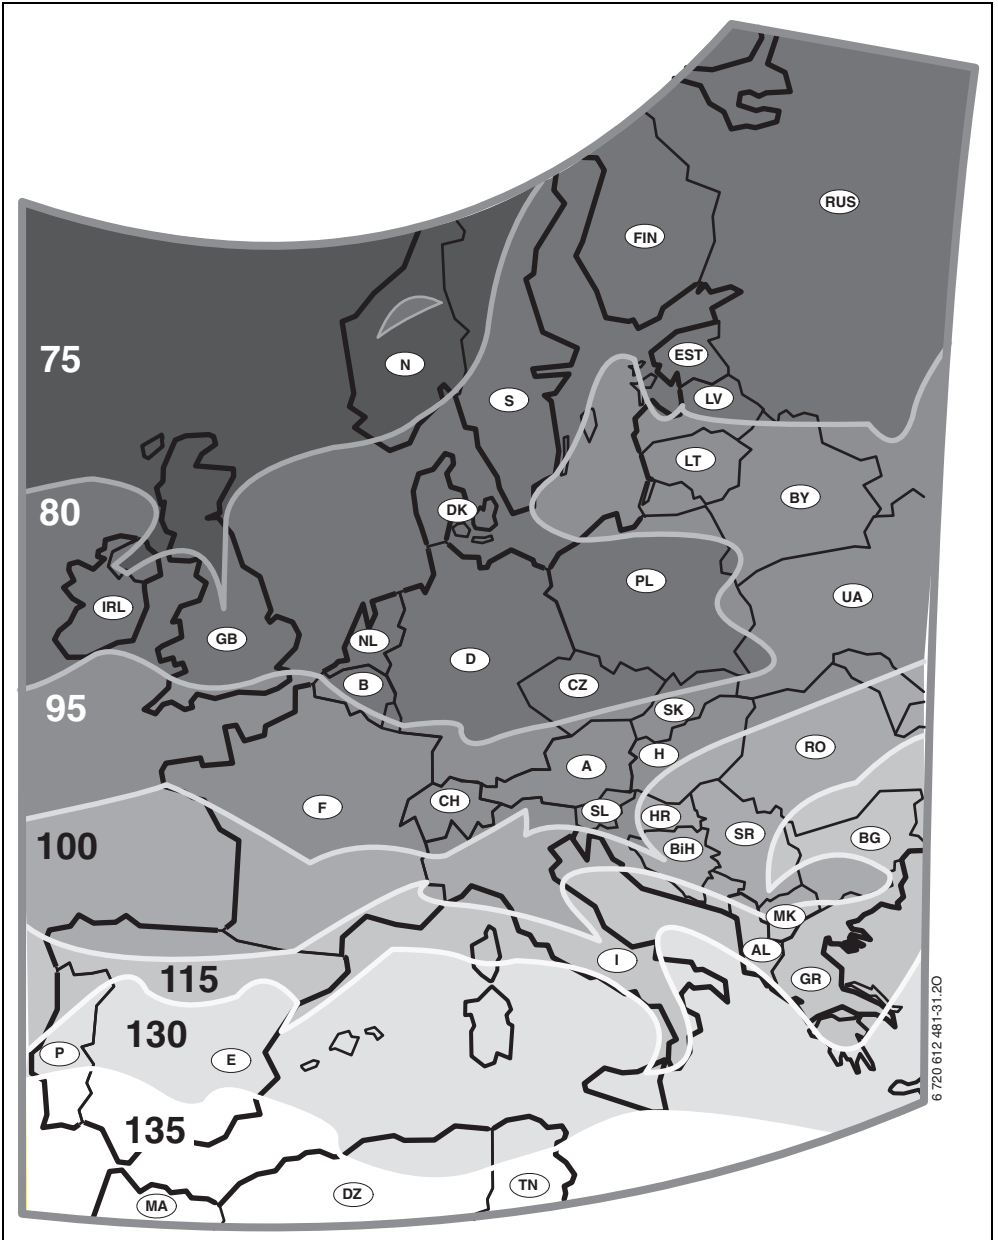 RUS
FIN
EST
75
N
S
LV
LT
80
DK
BY
PL
IRL
UA
GB
NL
D
B
CZ
95
SK
RO
H
A
F
CH
SL
HR
100
SR
BG
BiH
MK
AL
I
115
GR
130
P
E
135
DZ
TN
MA
6 720 612 481-31.2O